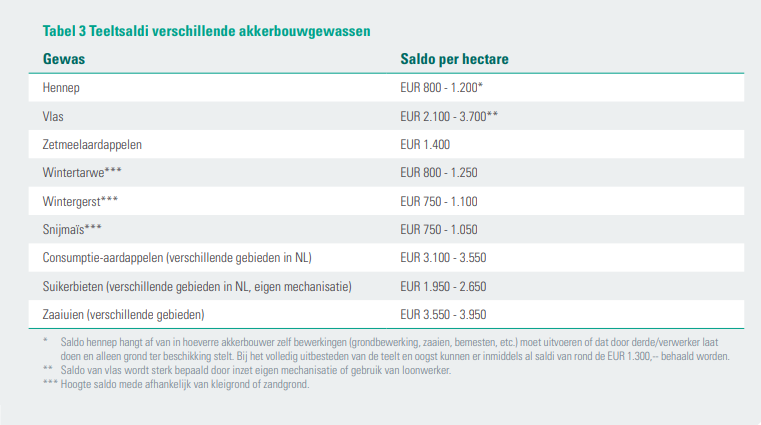 Tabel 3 Teeltsaldi verschillende akkerbouwgewassen
Gewas Saldo per hectare
Hennep EUR 800 - 1.200*
Vlas EUR 2.100 - 3.700**
Zetmeelaardappelen EUR 1.400
Wintertarwe*** EUR 800 - 1.250
Wintergerst*** EUR 750 - 1.100
Snijmaïs*** EUR 750 - 1.050
Consumptie-aardappelen (verschillende gebieden in NL) EUR 3.100 - 3.550
Suikerbieten (verschillende gebieden in NL, eigen mechanisatie) EUR 1.950 - 2.650
Zaaiuien (verschillende gebieden) EUR 3.550 - 3.950
* Saldo hennep hangt af van in hoeverre akkerbouwer zelf bewerkingen (grondbewerking, zaaien, bemesten, etc.) moet uitvoeren of dat door derde/verwerker laat
doen en alleen grond ter beschikking stelt. Bij het volledig uitbesteden van de teelt en oogst kunnen er inmiddels al saldi van rond de EUR 1.300,-- behaald worden.
** Saldo van vlas wordt sterk bepaald door inzet eigen mechanisatie of gebruik van loonwerker.
*** Hoogte saldo mede afhankelijk van kleigrond of zandgrond.